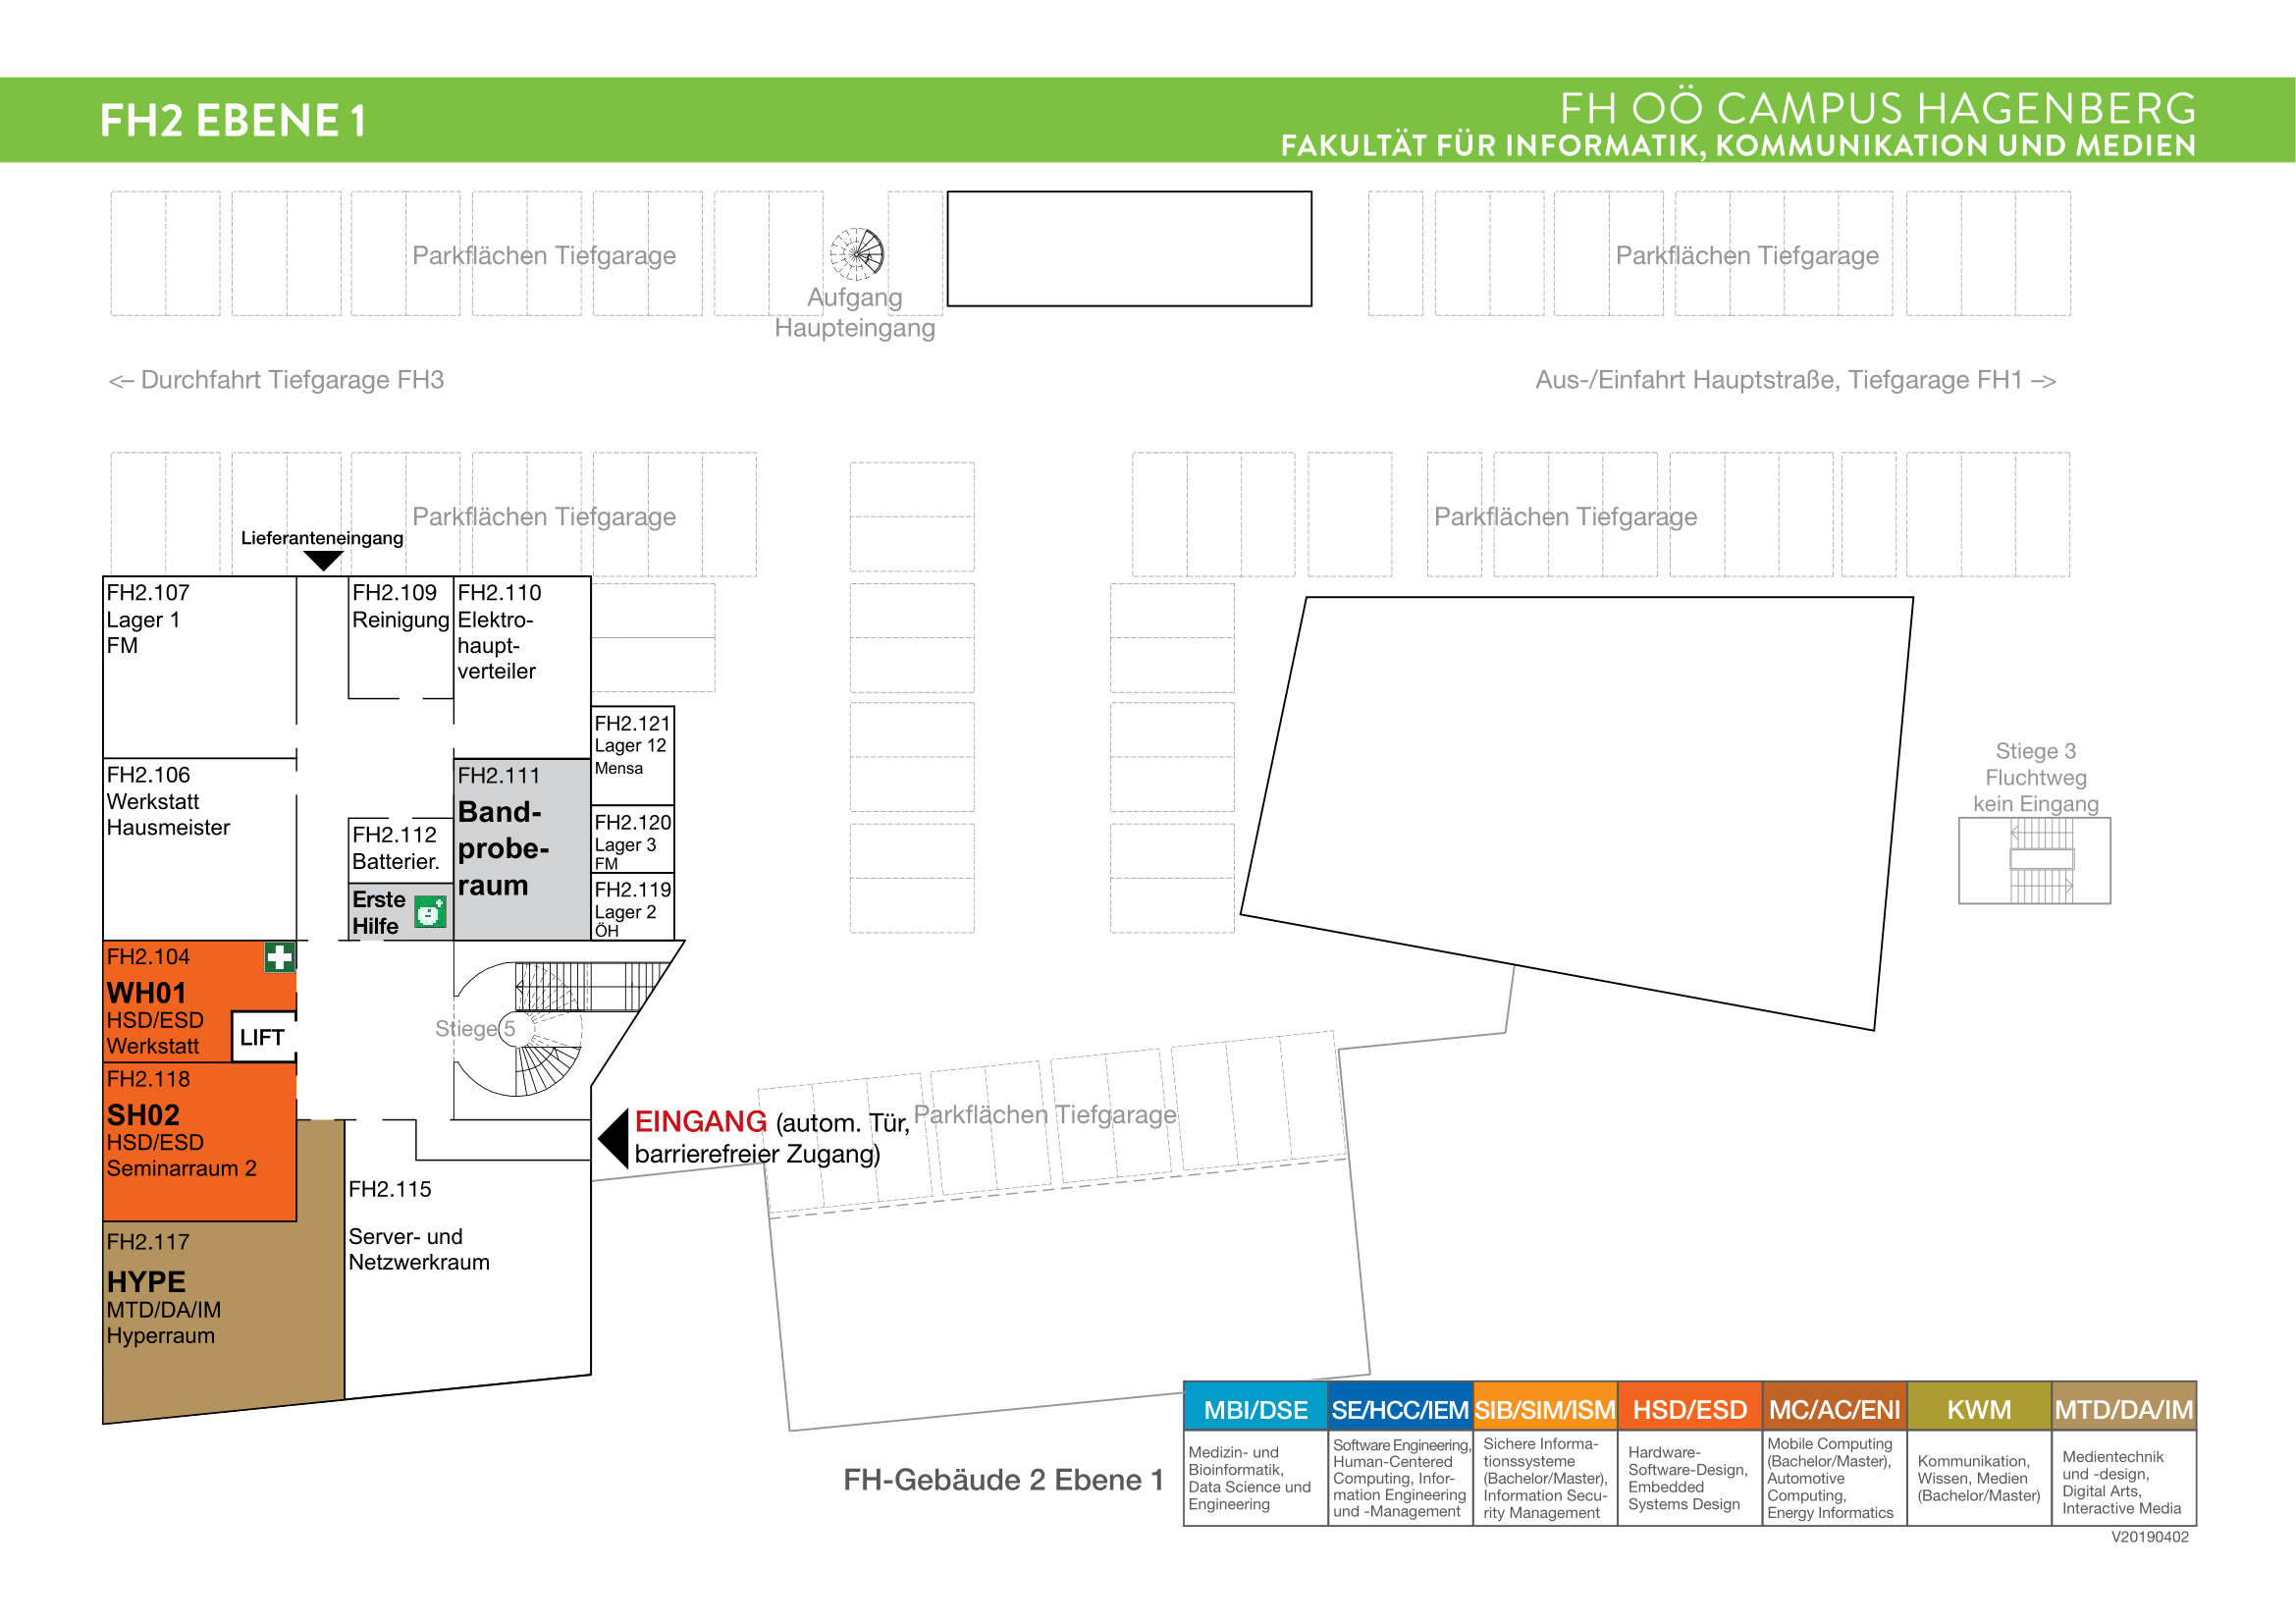 FH2 EBENE 1
FH OÖ CAMPUS HAGENBERG
FAKULTÄT FÜR INFORMATIK, KOMMUNIKATION UND MEDIEN
Parkflächen Tiefgarage
Aufgang
Haupteingang
Parkflächen Tiefgarage
<– Durchfahrt Tiefgarage FH3
Aus-/Einfahrt Hauptstraße, Tiefgarage FH1 –>
Parkflächen Tiefgarage
Parkflächen Tiefgarage
Lieferanteneingang
FH2.107
Lager 1
FM
FH2.109
Reinigung
FH2.110
Elektro-
haupt-
verteiler
FH2.121
Lager 12
Mensa
FH2.106
Werkstatt
Hausmeister
FH2.111
Band-
probe-
raum
FH2.112
Batterier.
FH2.120
Lager 3
FM
Erste
Hilfe
FH2.119
Lager 2
ÖH
Stiege 3
Fluchtweg
kein Eingang
FH2.104
WH01
HSD/ESD
Werkstatt
LIFT
Stiege 5
FH2.118
SH02
HSD/ESD
Seminarraum 2
EINGANG (autom. Tür,
barrierefreier Zugang)
Parkflächen Tiefgarage
FH2.115
Server- und
Netzwerkraum
FH2.117
HYPE
MTD/DA/IM
Hyperraum
FH-Gebäude 2 Ebene 1
MBI/DSE
Medizin- und
Bioinformatik,
Data Science und
Engineering
SE/HCC/IEM
Software Engineering,
Human-Centered
Computing, Infor-
mation Engineering
und -Management
SIB/SIM/ISM
Sichere Informa-
tionssysteme
(Bachelor/Master),
Information Secu-
rity Management
HSD/ESD
Hardware-
Software-Design,
Embedded
Systems Design
MC/AC/ENI
Mobile Computing
(Bachelor/Master),
Automotive
Computing,
Energy Informatics
KWM
Kommunikation,
Wissen, Medien
(Bachelor/Master)
MTD/DA/IM
Medientechnik
und -design,
Digital Arts,
Interactive Media
V20190402